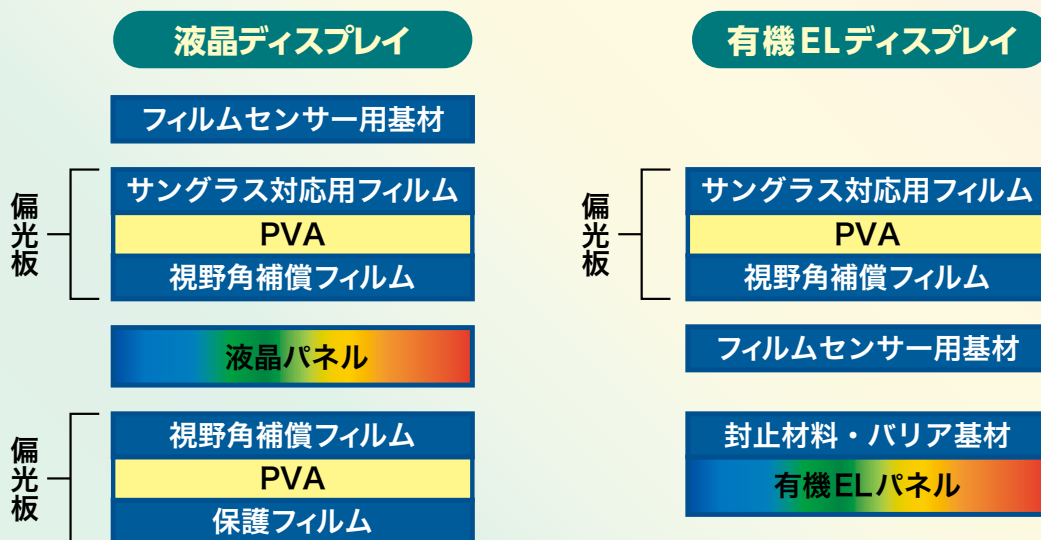 液晶ディスプレイ
フィルムセンサー用基材
偏光板
サングラス対応用フィルム
PVA
視野角補償フィルム
液晶パネル
偏光板
視野角補償フィルム
PVA
保護フィルム
有機ELディスプレイ
偏光板
サングラス対応用フィルム
PVA
視野角補償フィルム
フィルムセンサー用基材
封止材料・バリア基材
有機ELパネル